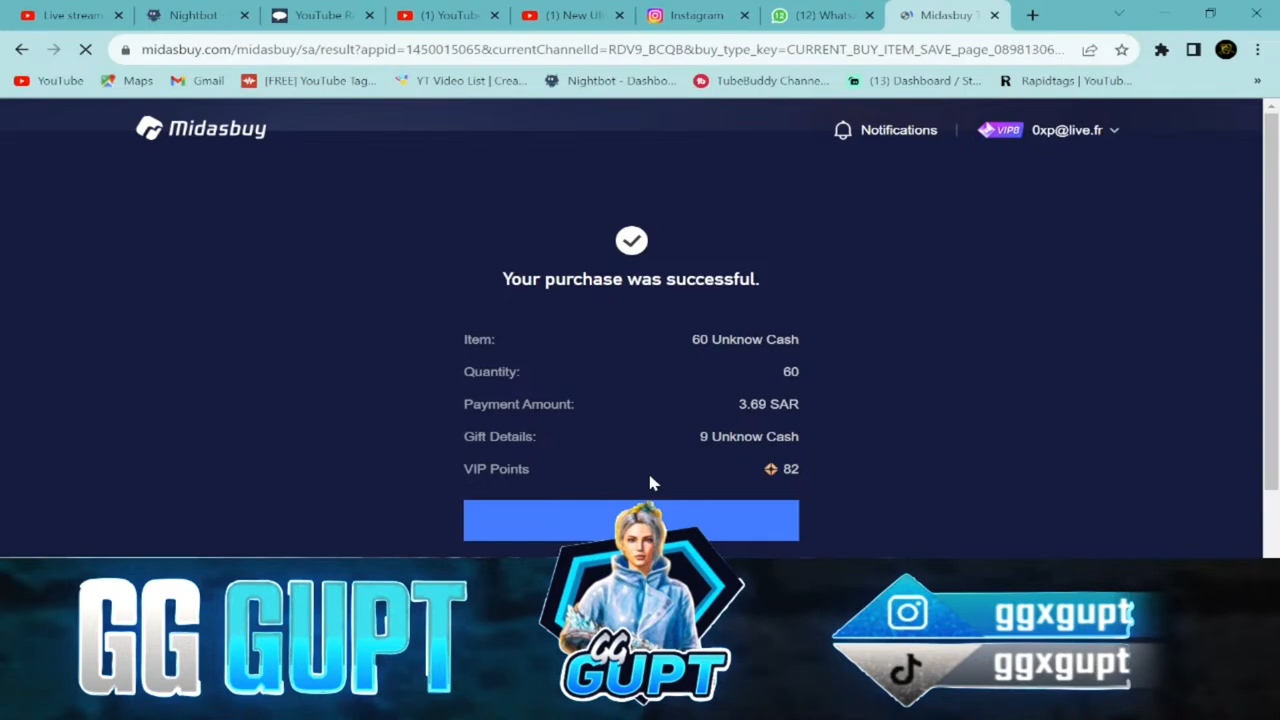 Live stream
Nightbot
YouTube R
(1) YouTub
(1) New Ul
Instagram
(12) Whats
Midasbuy
midasbuy.com/midasbuy/sa/result?appid=1450015065&currentChannelId=RDV9_BCQB&buy_type_key=CURRENT_BUY_ITEM_SAVE_page_08981306...
YouTube
Maps
Gmail
[FREE] YouTube Tag...
YT Video List | Crea...
Nightbot - Dashbo...
TubeBuddy Channe...
(13) Dashboard / St...
Rapidtags | YouTub...
Midasbuy
Notifications
VIP8
0xp@live.fr
Your purchase was successful.
Item: 60 Unknow Cash
Quantity: 60
Payment Amount: 3.69 SAR
Gift Details: 9 Unknow Cash
VIP Points 82
GG GUPT
GG
GUPT
ggxgupt
ggxgupt